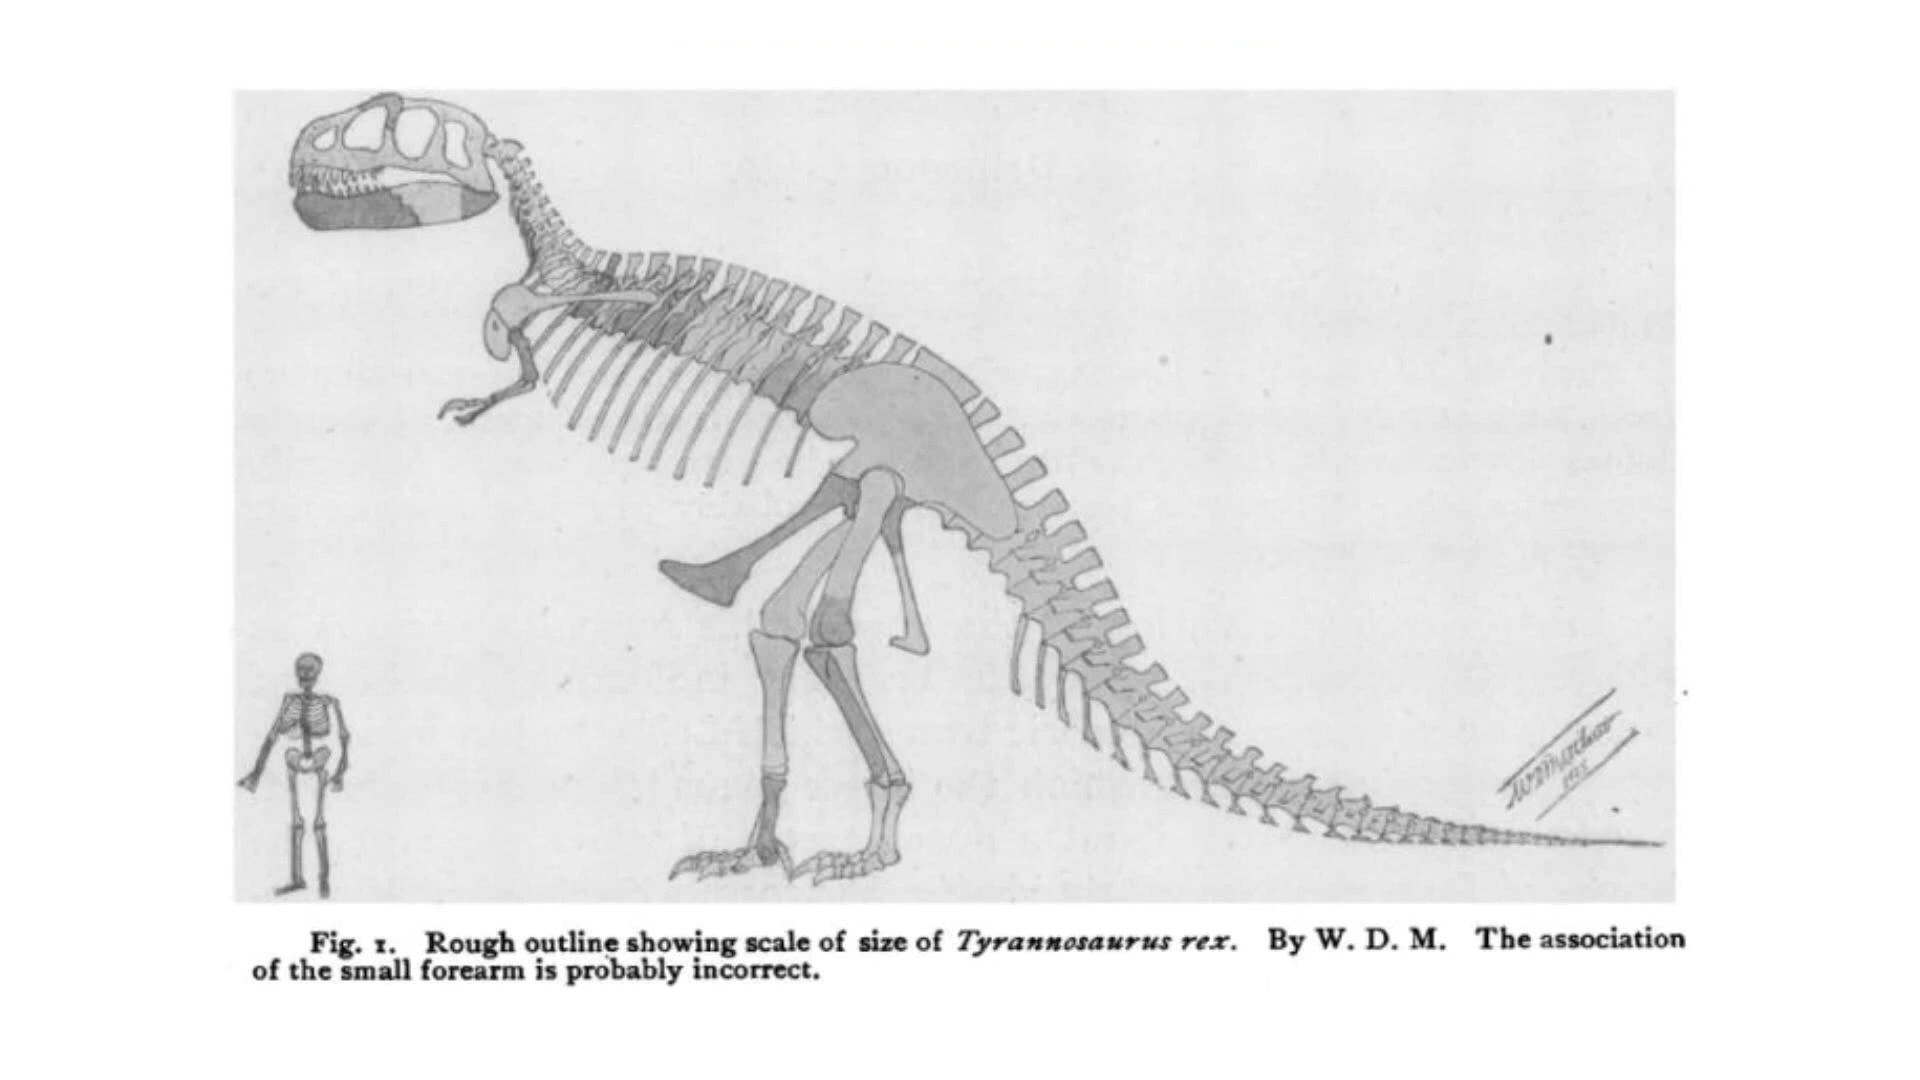 Fig. 1. Rough outline showing scale of size of Tyrannosaurus rex. By W. D. M. The association
of the small forearm is probably incorrect.